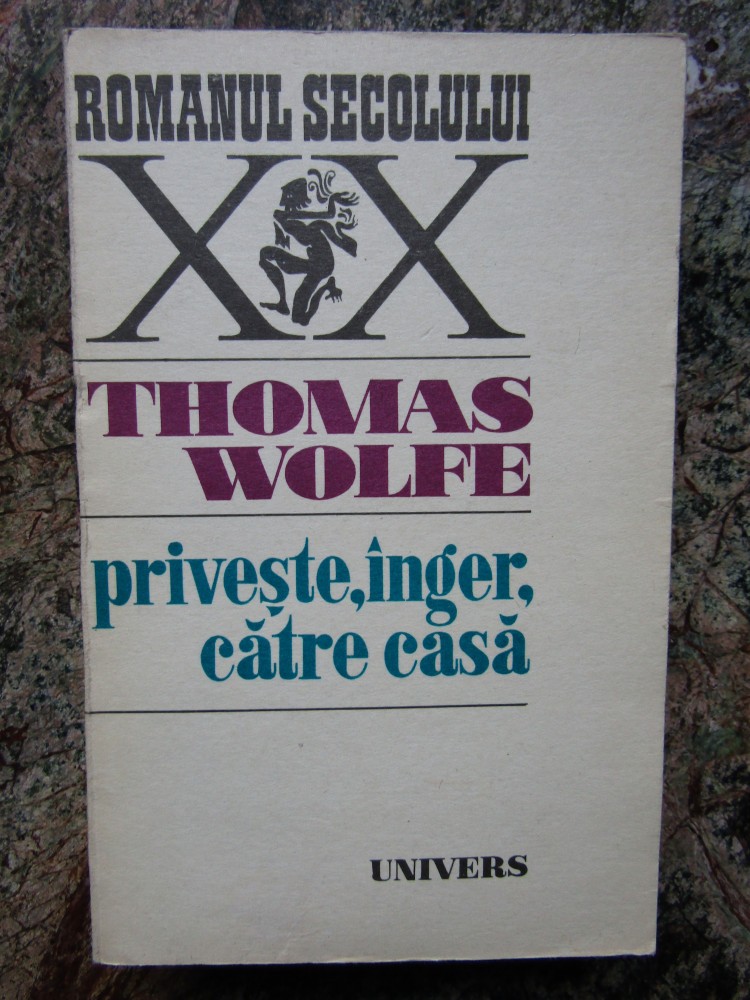 ROMANUL SECOLULUI
XX
THOMAS
WOLFE
privește, înger,
către casă
UNIVERS